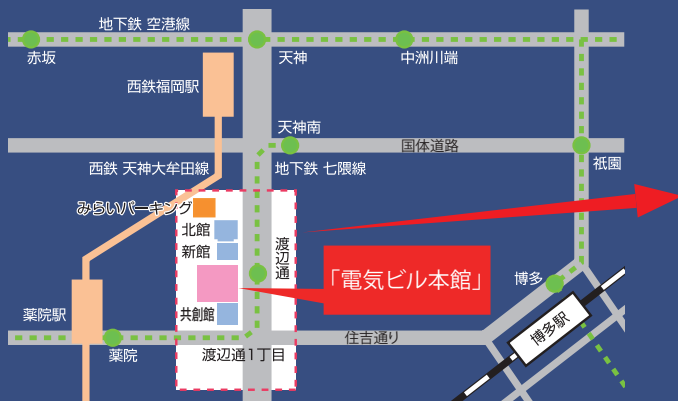 地下鉄 空港線
赤坂
天神
中洲川端
西鉄福岡駅
天神南
国体道路
祇園
西鉄 天神大牟田線
地下鉄 七隈線
みらいパーキング
北館
新館
渡辺通
「電気ビル本館」
博多
共創館
薬院駅
博多駅
住吉通り
薬院
渡辺通1丁目